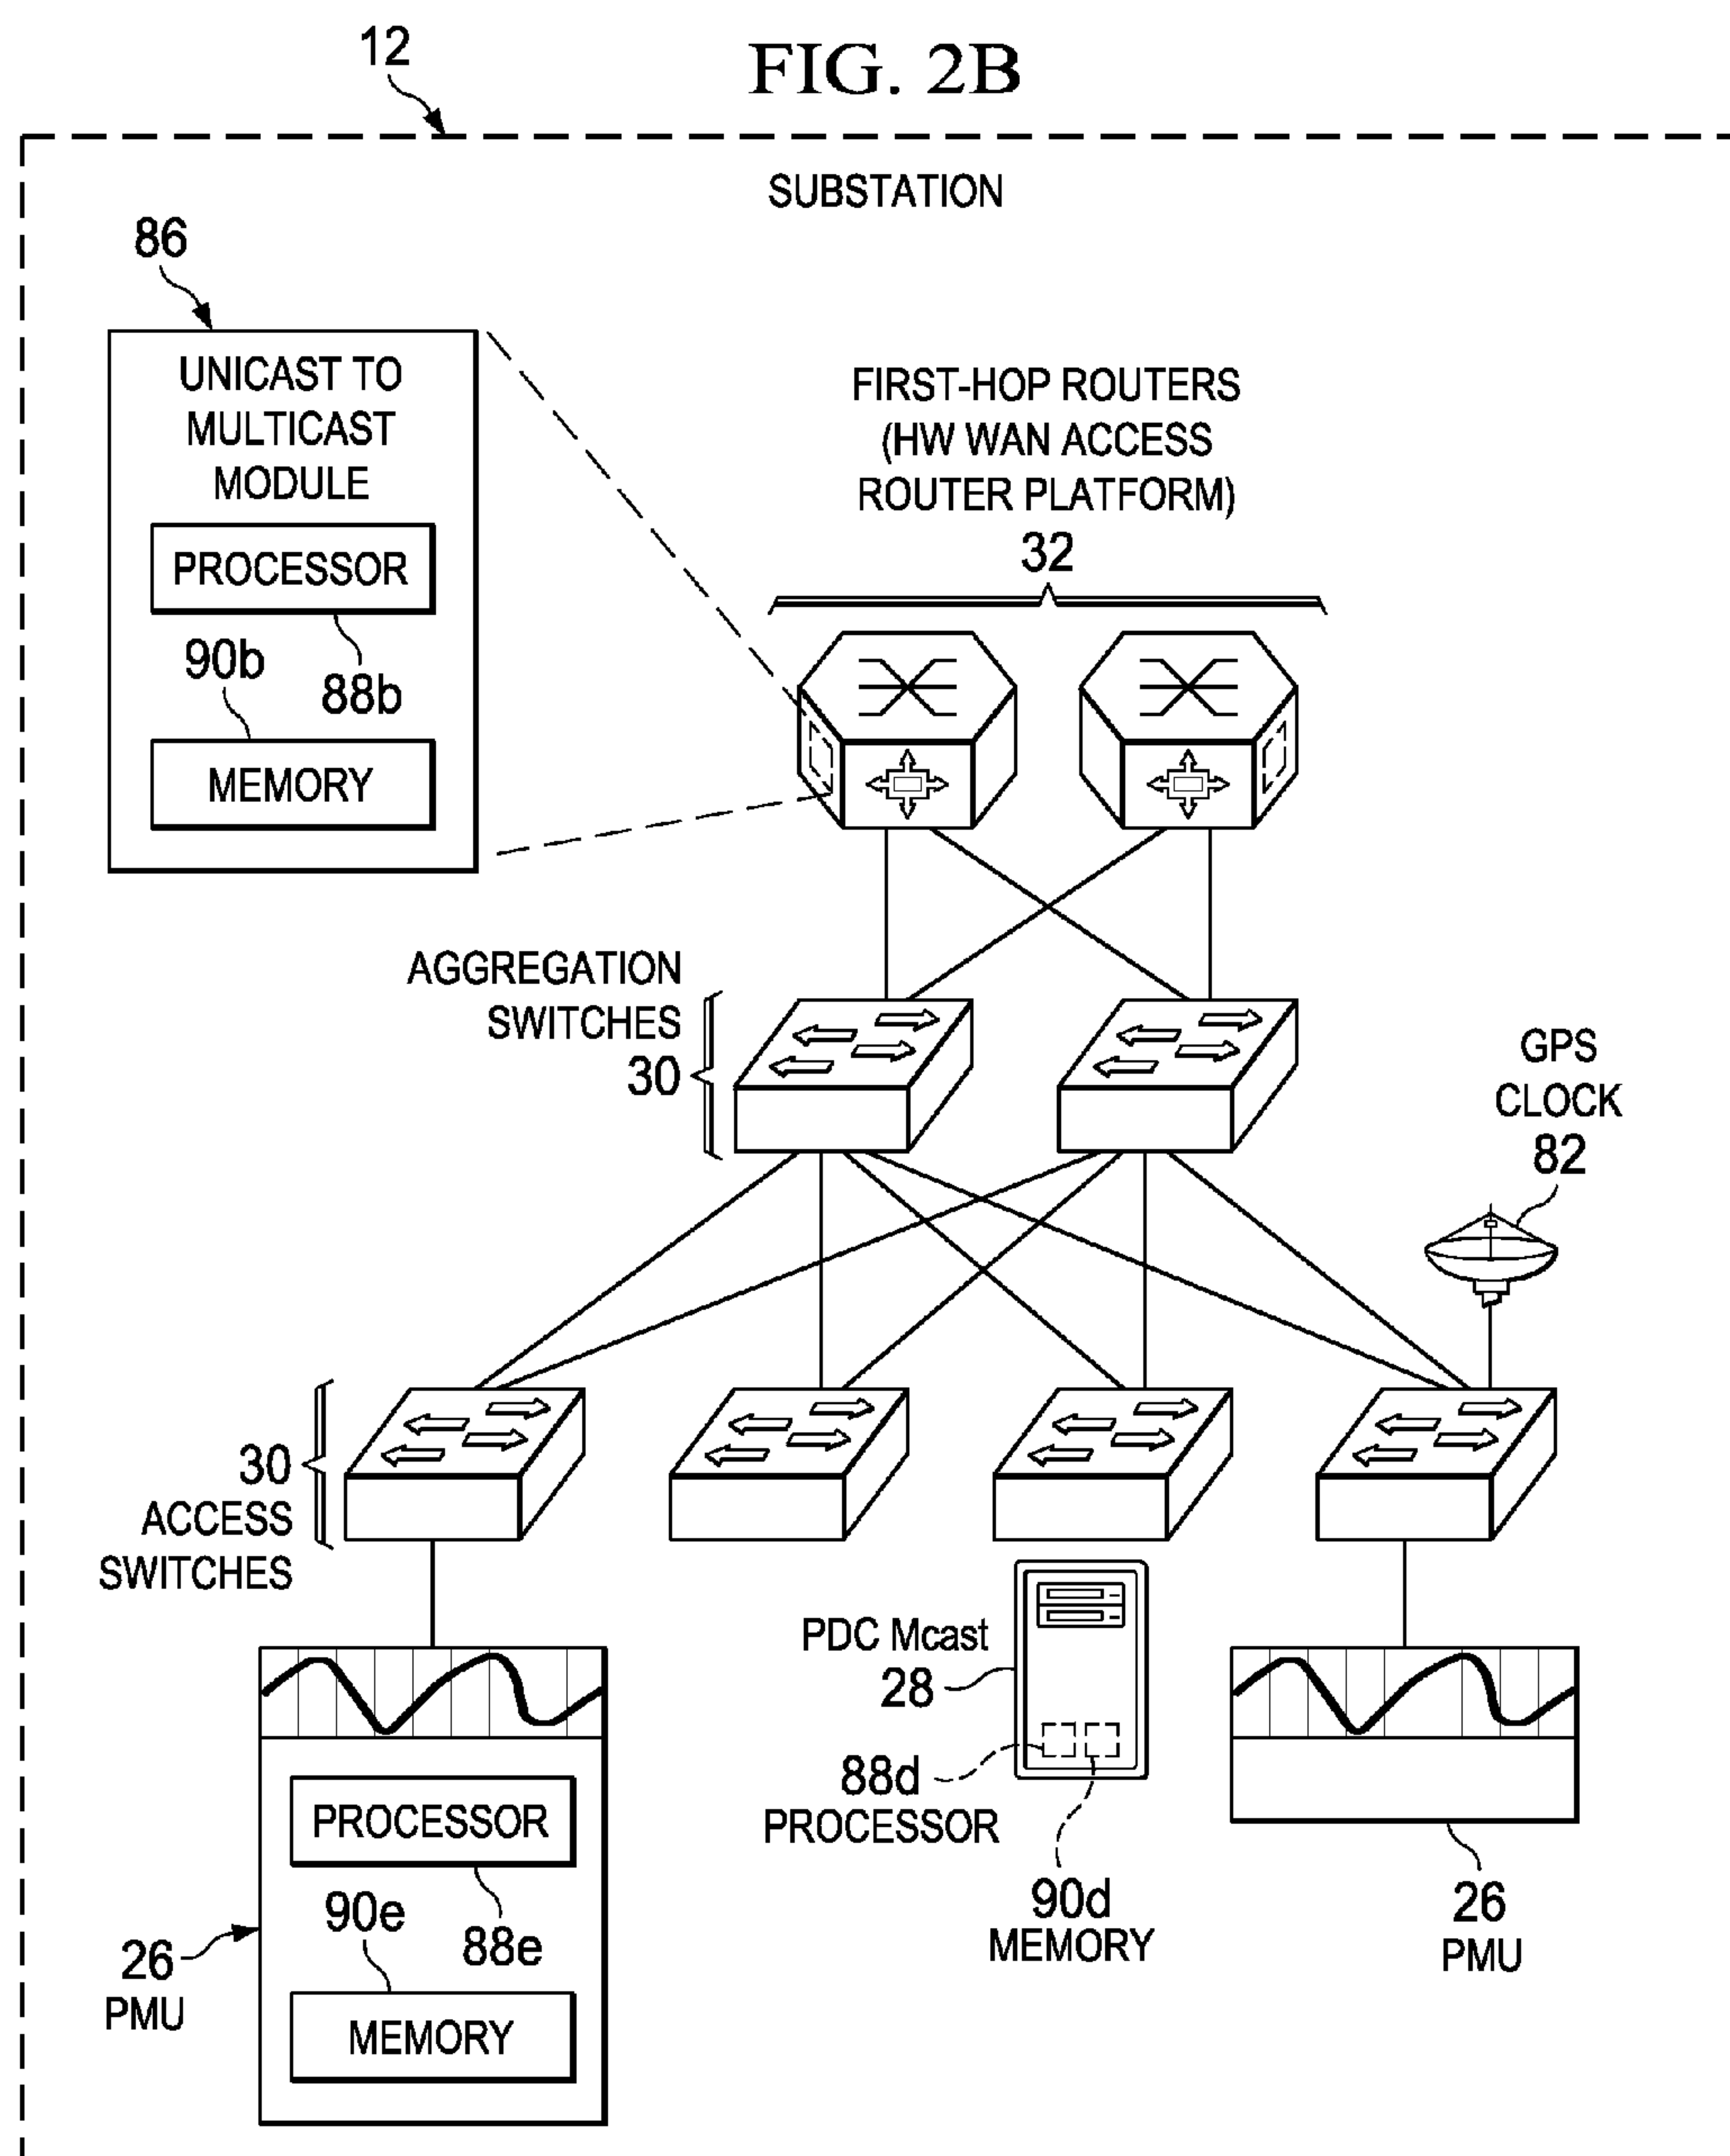 FIG. 2B
12
SUBSTATION
86
UNICAST TO
MULTICAST
MODULE
PROCESSOR
90b
88b
MEMORY
FIRST-HOP ROUTERS
(HW WAN ACCESS
ROUTER PLATFORM)
32
AGGREGATION
SWITCHES
30
GPS
CLOCK
82
30
ACCESS
SWITCHES
PDC Mcast
28
88d
PROCESSOR
90d
MEMORY
PROCESSOR
90e
88e
MEMORY
26
PMU
26
PMU